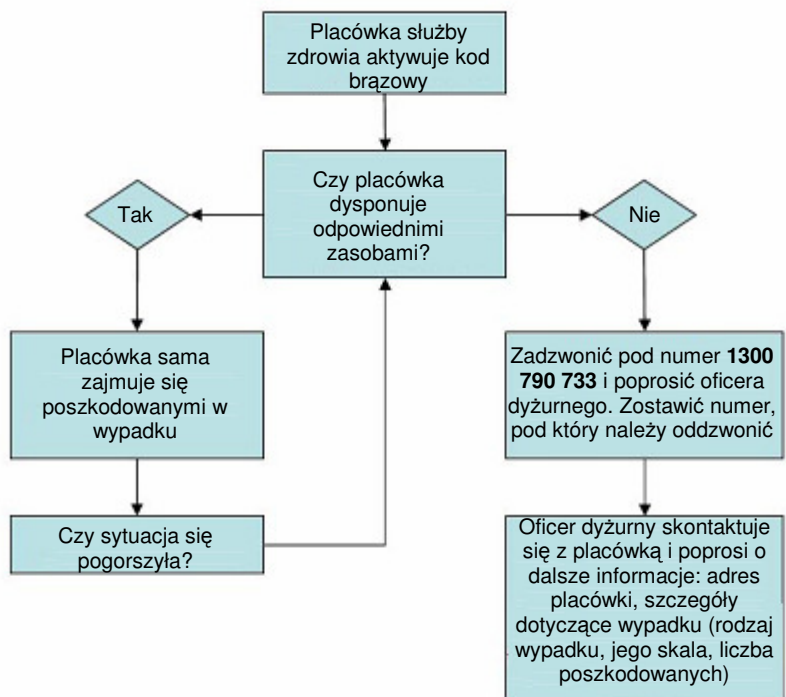 Placówka służby
zdrowia aktywuje kod
brązowy
Czy placówka
dysponuje
odpowiednimi
zasobami?
Tak
Nie
Placówka sama
zajmuje się
poszkodowanymi w
wypadku
Zadzwonić pod numer 1300
790 733 i poprosić oficera
dyżurnego. Zostawić numer,
pod który należy oddzwonić
Czy sytuacja się
pogorszyła?
Oficer dyżurny skontaktuje
się z placówką i poprosi o
dalsze informacje: adres
placówki, szczegóły
dotyczące wypadku (rodzaj
wypadku, jego skala, liczba
poszkodowanych)